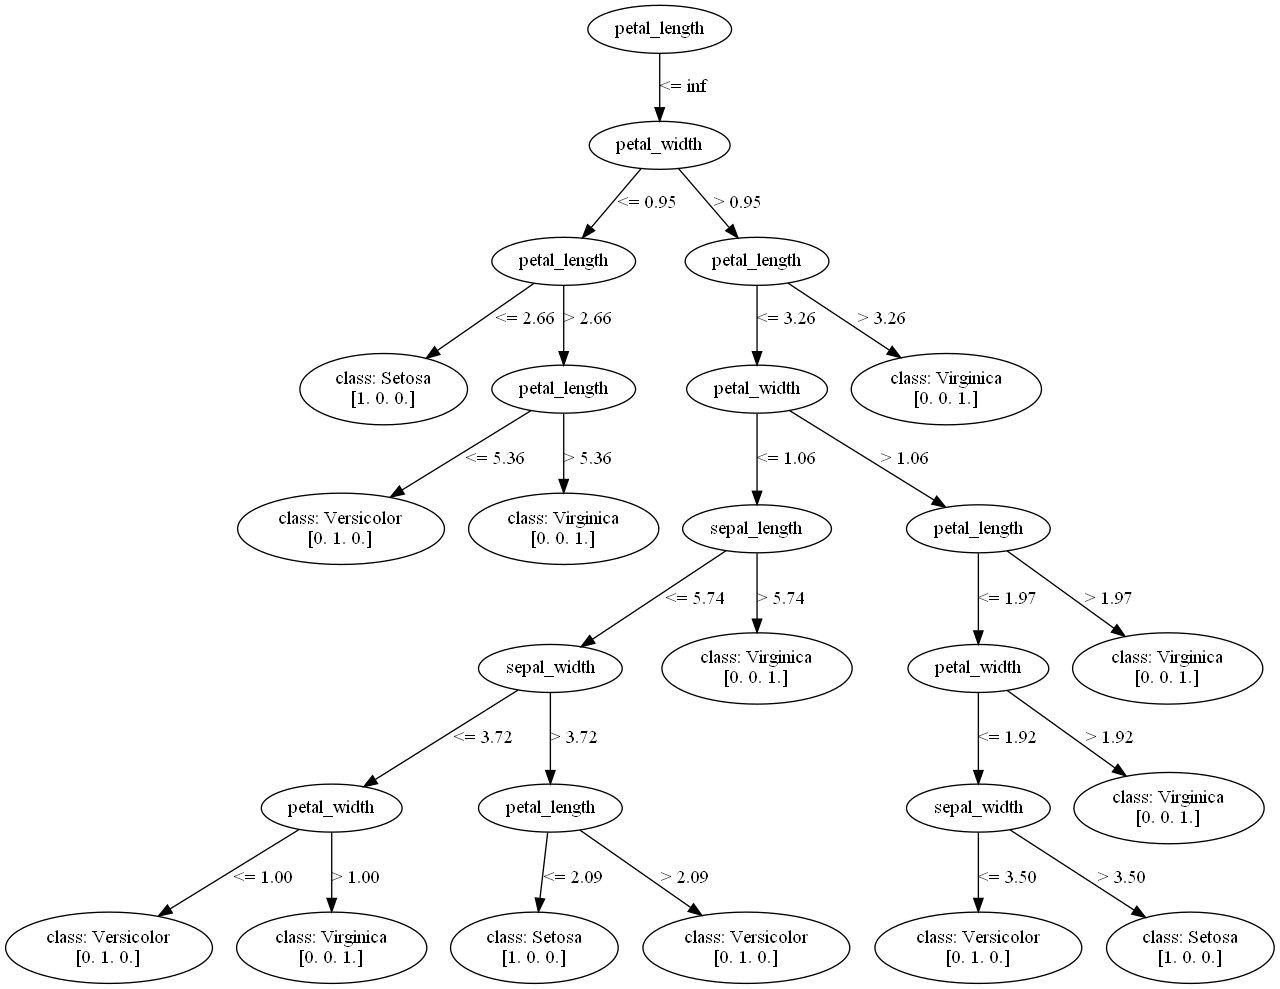 petal_length
<= inf
petal_width
<= 0.95
> 0.95
petal_length
petal_length
<= 2.66
> 2.66
<= 3.26
> 3.26
class: Setosa
[1. 0. 0.]
petal_length
petal_width
class: Virginica
[0. 0. 1.]
<= 5.36
> 5.36
<= 1.06
> 1.06
class: Versicolor
[0. 1. 0.]
class: Virginica
[0. 0. 1.]
sepal_length
petal_length
<= 5.74
> 5.74
<= 1.97
> 1.97
sepal_width
class: Virginica
[0. 0. 1.]
petal_width
class: Virginica
[0. 0. 1.]
<= 3.72
> 3.72
<= 1.92
> 1.92
petal_width
petal_length
sepal_width
class: Virginica
[0. 0. 1.]
<= 1.00
> 1.00
<= 2.09
> 2.09
<= 3.50
> 3.50
class: Versicolor
[0. 1. 0.]
class: Virginica
[0. 0. 1.]
class: Setosa
[1. 0. 0.]
class: Versicolor
[0. 1. 0.]
class: Versicolor
[0. 1. 0.]
class: Setosa
[1. 0. 0.]